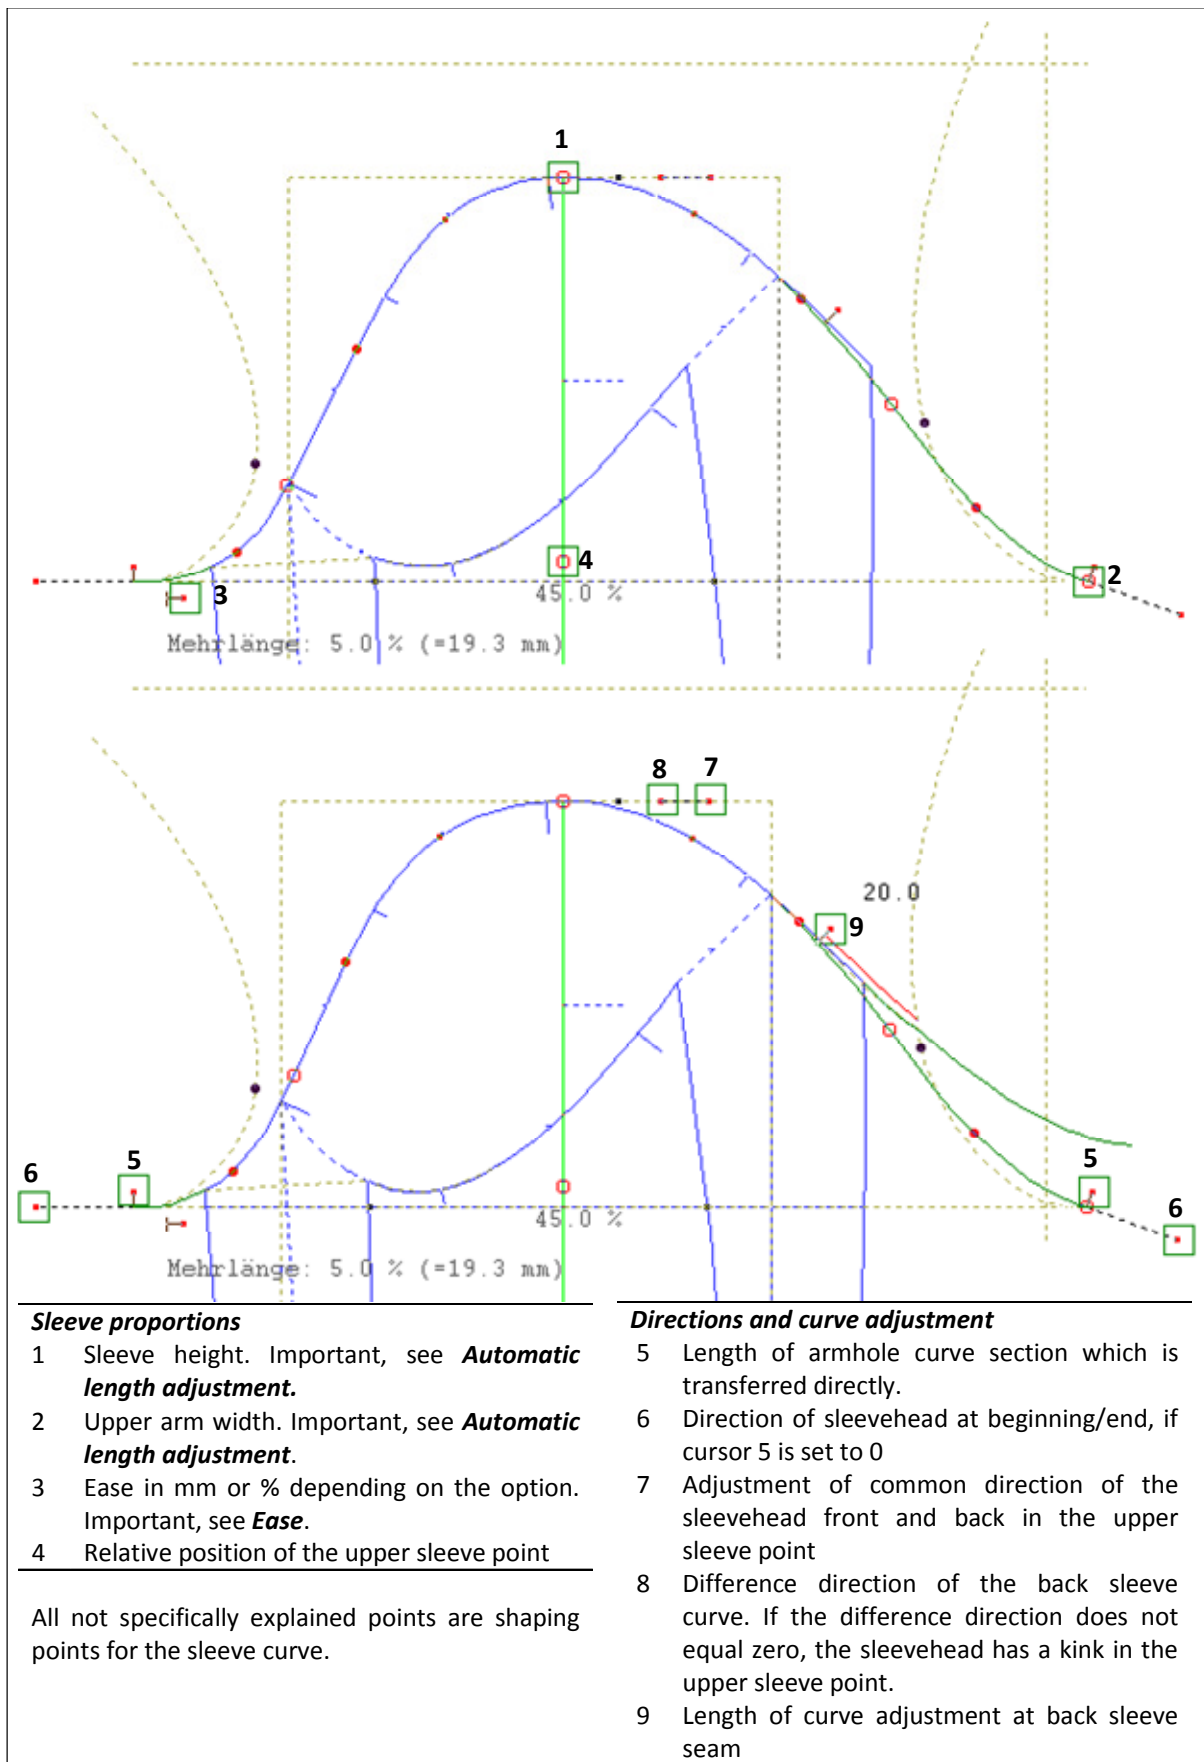 1
4
2
3
45.0 %
Mehrlänge: 5.0 % (=19.3 mm)
8 7
20.0
9
5
5
6
6
45.0 %
Mehrlänge: 5.0 % (=19.3 mm)
Sleeve proportions
1 Sleeve height. Important, see Automatic
length adjustment.
2 Upper arm width. Important, see Automatic
length adjustment.
3 Ease in mm or % depending on the option.
Important, see Ease.
4 Relative position of the upper sleeve point
All not specifically explained points are shaping
points for the sleeve curve.
Directions and curve adjustment
5 Length of armhole curve section which is
transferred directly.
6 Direction of sleevehead at beginning/end, if
cursor 5 is set to 0
7 Adjustment of common direction of the
sleevehead front and back in the upper
sleeve point
8 Difference direction of the back sleeve
curve. If the difference direction does not
equal zero, the sleevehead has a kink in the
upper sleeve point.
9 Length of curve adjustment at back sleeve
seam